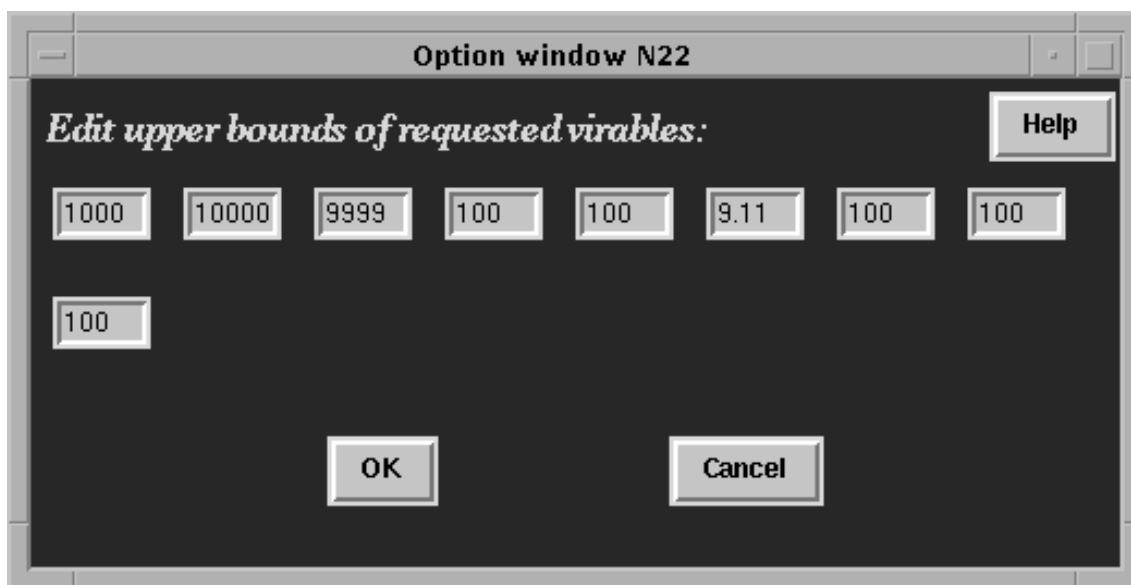 Option window N22
Edit upper bounds of requested virables:
Help
1000 10000 9999 100 100 9.11 100 100
100
OK Cancel